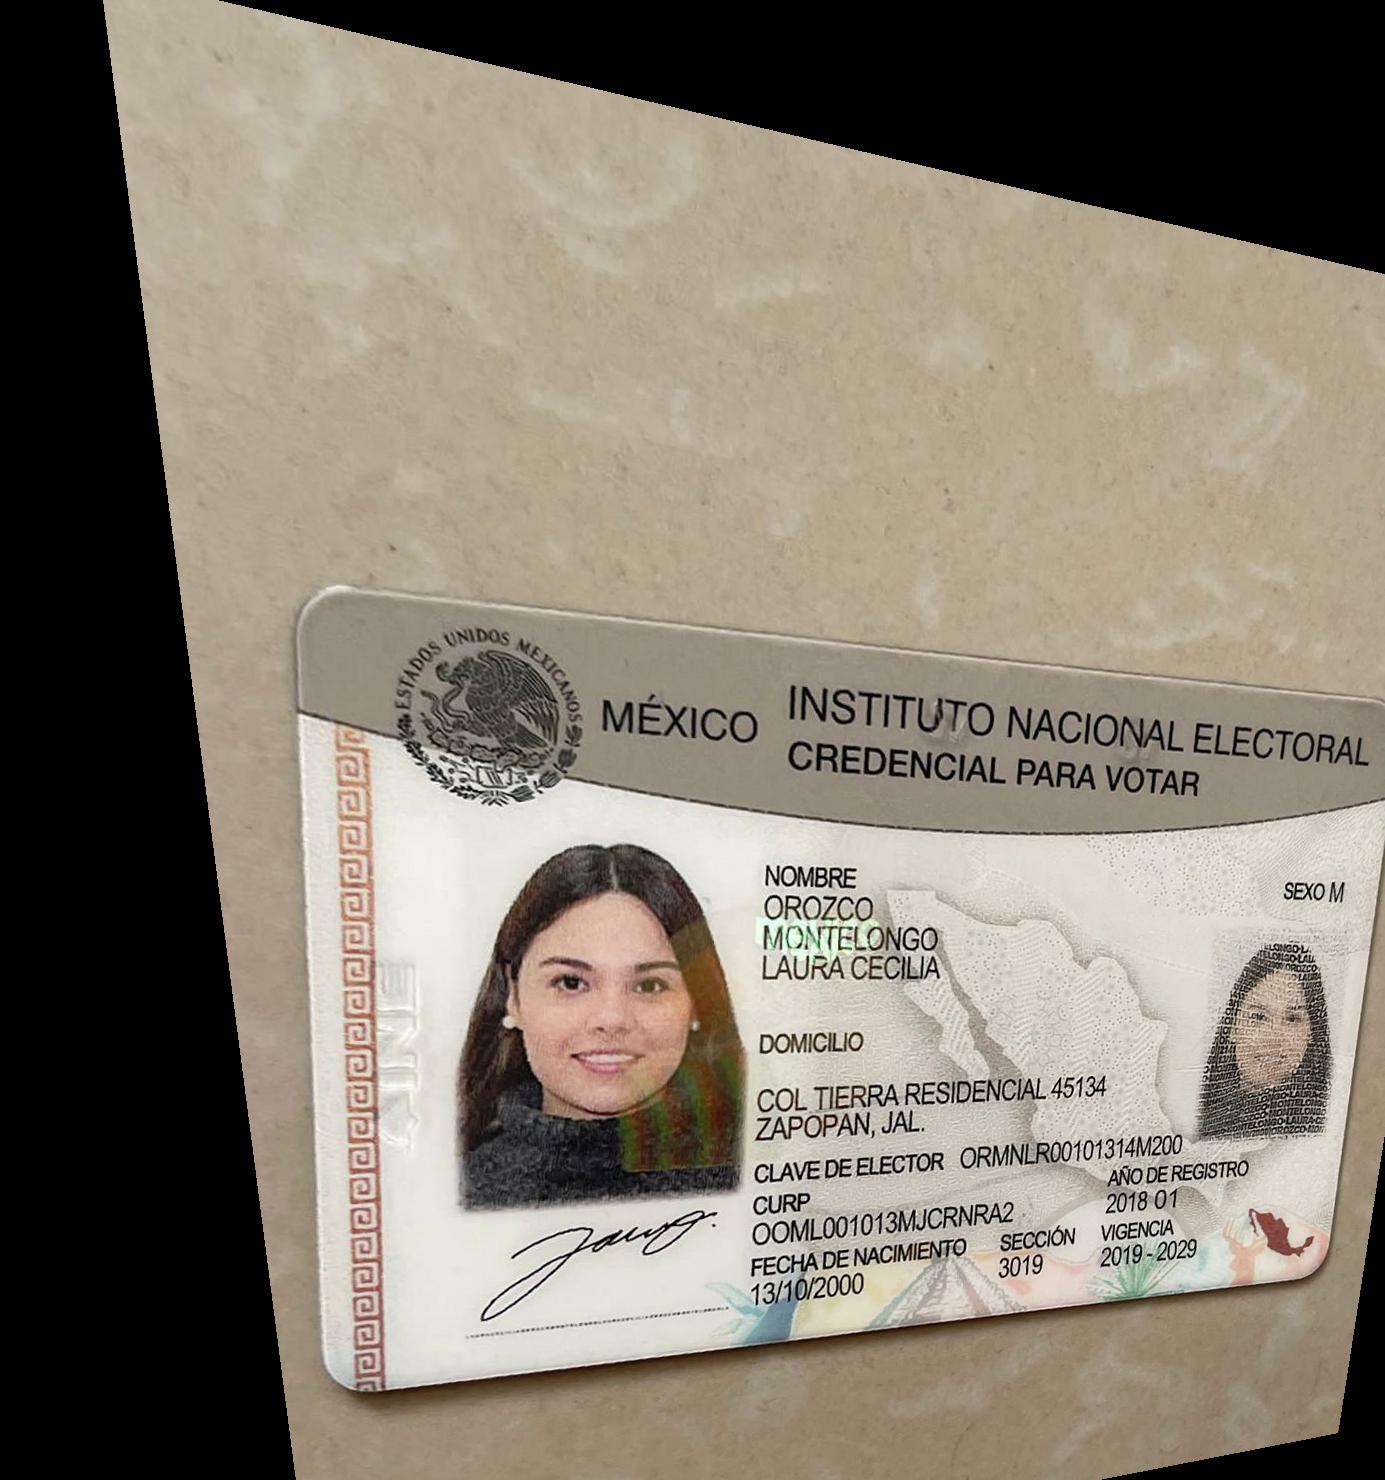 ESTADOS UNIDOS MEXICANOS
MÉXICO
INSTITUTO NACIONAL ELECTORAL
CREDENCIAL PARA VOTAR
NOMBRE
SEXO M
OROZCO
MONTELONGO
LAURA CECILIA
DOMICILIO
COL TIERRA RESIDENCIAL 45134
ZAPOPAN, JAL.
CLAVE DE ELECTOR ORMNLR00101314M200
CURP
OOML001013MJCRNRA2
AÑO DE REGISTRO
2018 01
FECHA DE NACIMIENTO
13/10/2000
SECCIÓN
3019
VIGENCIA
2019 - 2029
INE